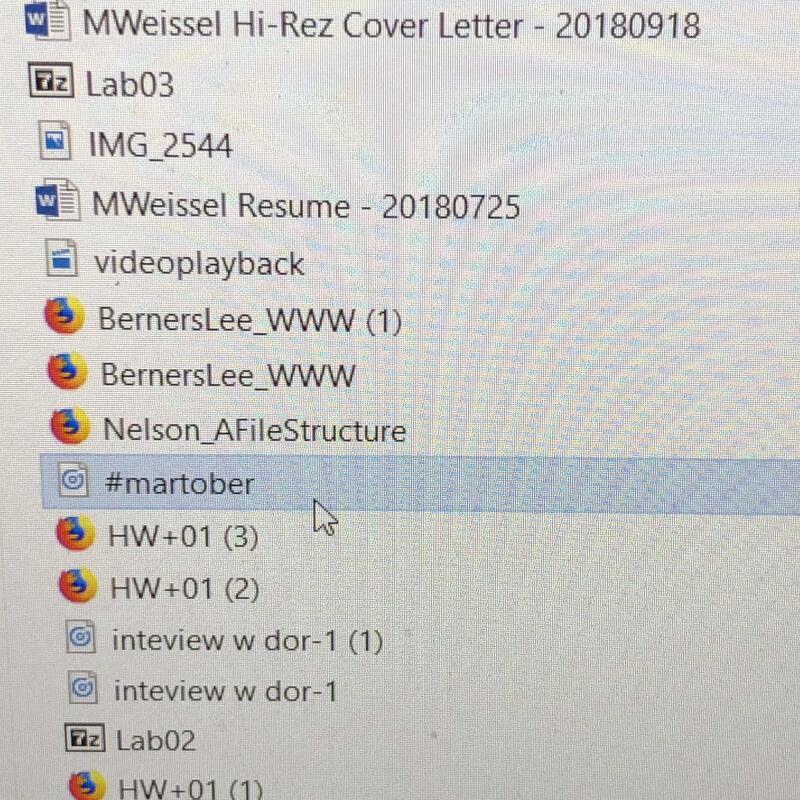 MWeissel Hi-Rez Cover Letter - 20180918
Lab03
IMG_2544
MWeissel Resume - 20180725
videoplayback
BernersLee_WWW (1)
BernersLee_WWW
Nelson_AFileStructure
#martober
HW+01 (3)
HW+01 (2)
inteview w dor-1 (1)
inteview w dor-1
Lab02
HW+01 (1)